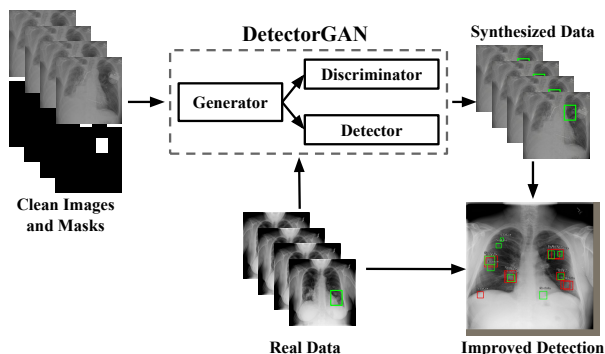 DetectorGAN
Synthesized Data
Generator
Discriminator
Detector
Clean Images
and Masks
Real Data
Improved Detection